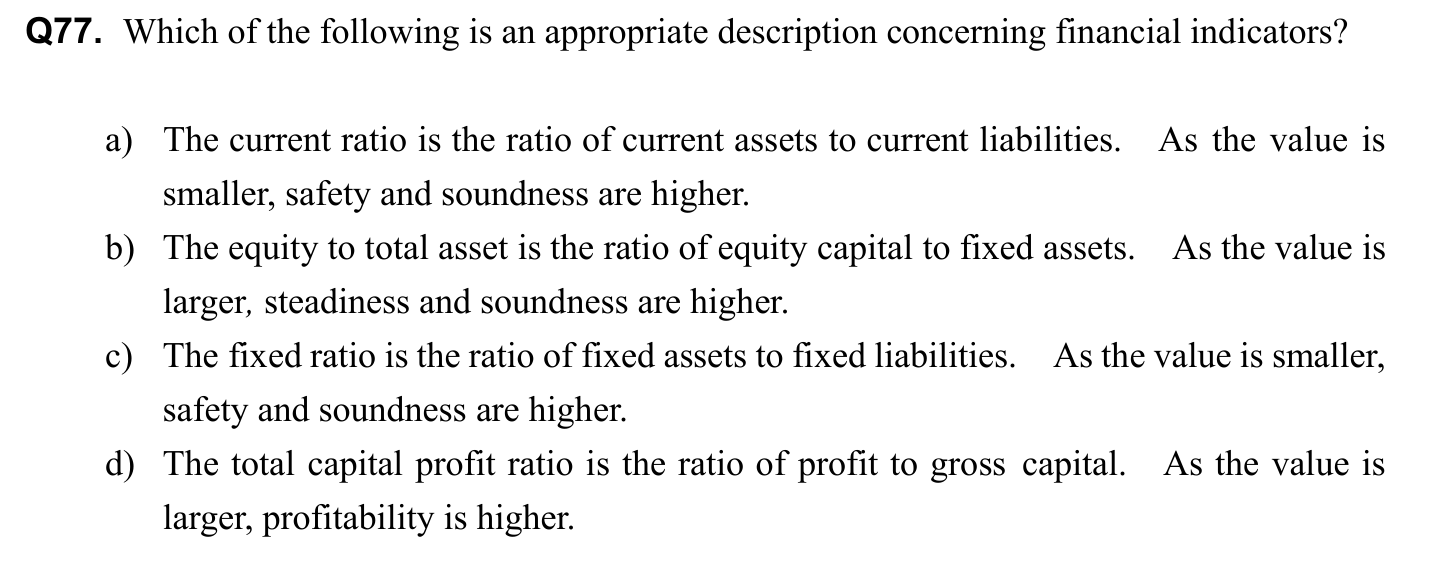 Q77. Which of the following is an appropriate description concerning financial indicators?
a) The current ratio is the ratio of current assets to current liabilities. As the value is
smaller, safety and soundness are higher.
b) The equity to total asset is the ratio of equity capital to fixed assets. As the value is
larger, steadiness and soundness are higher.
c) The fixed ratio is the ratio of fixed assets to fixed liabilities. As the value is smaller,
safety and soundness are higher.
d) The total capital profit ratio is the ratio of profit to gross capital. As the value is
larger, profitability is higher.